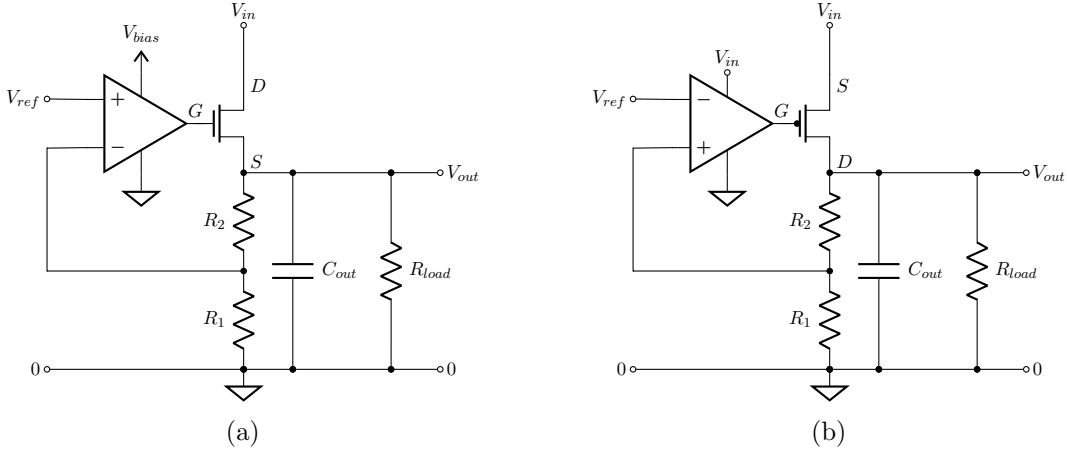 V_in V_in
V_bias
D V_in S
V_ref + G V_ref − G
− +
S V_out D V_out
R_2 R_2
C_out R_load C_out R_load
R_1 R_1
0 0 0 0
(a) (b)